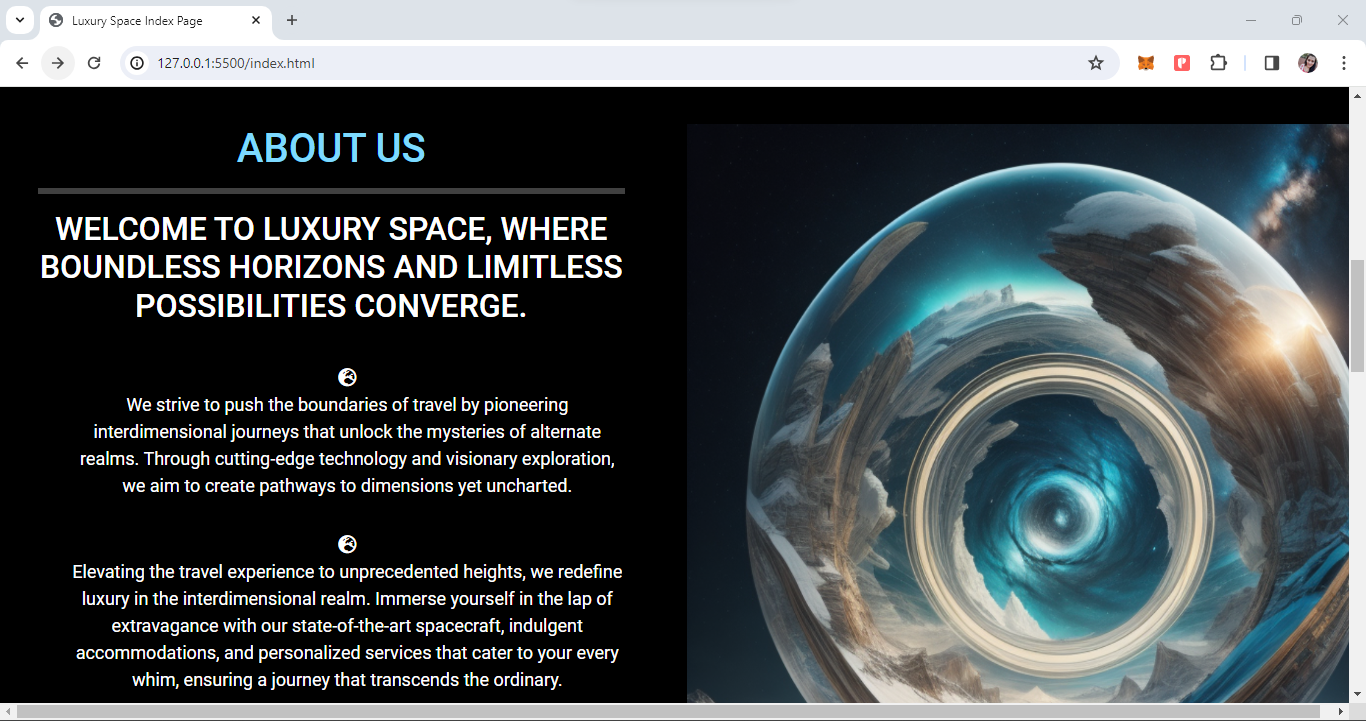 Luxury Space Index Page
127.0.0.1:5500/index.html
ABOUT US
WELCOME TO LUXURY SPACE, WHERE
BOUNDLESS HORIZONS AND LIMITLESS
POSSIBILITIES CONVERGE.
We strive to push the boundaries of travel by pioneering
interdimensional journeys that unlock the mysteries of alternate
realms. Through cutting-edge technology and visionary exploration,
we aim to create pathways to dimensions yet uncharted.
Elevating the travel experience to unprecedented heights, we redefine
luxury in the interdimensional realm. Immerse yourself in the lap of
extravagance with our state-of-the-art spacecraft, indulgent
accommodations, and personalized services that cater to your every
whim, ensuring a journey that transcends the ordinary.